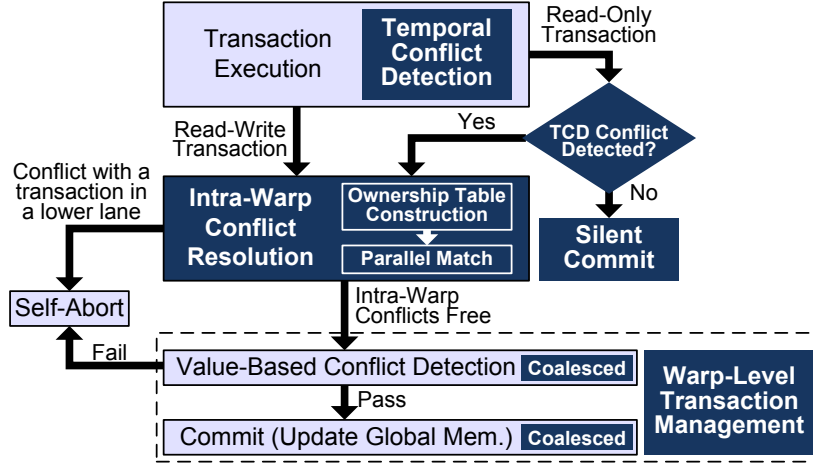 Transaction
Execution
Temporal
Conflict
Detection
Read-Only
Transaction
Read-Write
Transaction
Yes
TCD Conflict
Detected?
No
Silent
Commit
Conflict with a
transaction in
a lower lane
Intra-Warp
Conflict
Resolution
Ownership Table
Construction
Parallel Match
Self-Abort
Intra-Warp
Conflicts Free
Fail
Value-Based Conflict Detection
Coalesced
Pass
Commit (Update Global Mem.)
Coalesced
Warp-Level
Transaction
Management